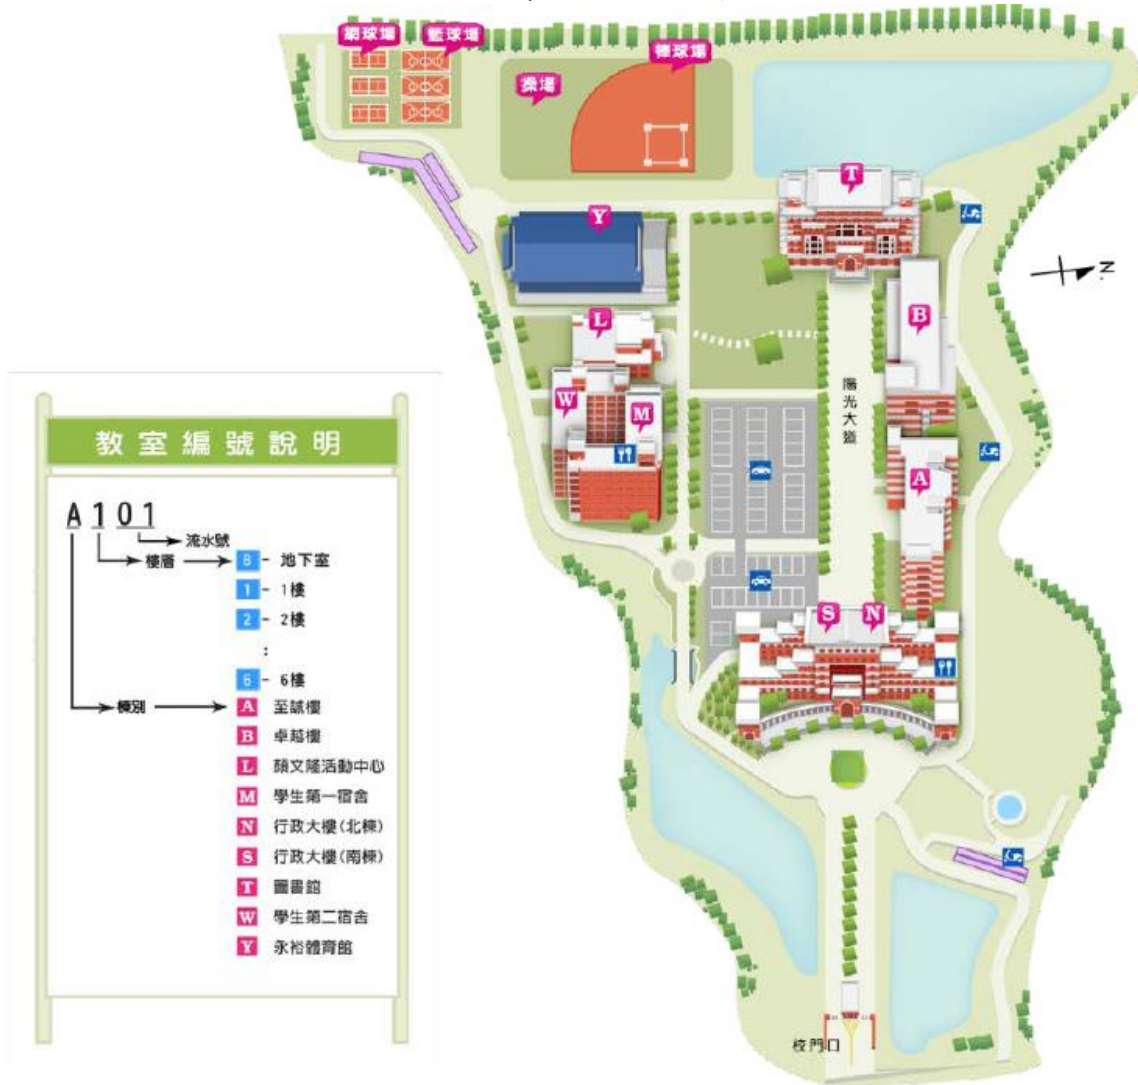 網球場
籃球場
棒球場
操場
T
Y
N
B
L
陽光大道
W
M
A
S
N
校門口
教室編號說明
A 1 0 1
流水號
樓層
8 - 地下室
1 - 1樓
2 - 2樓
:
6 - 6樓
棟別
A 至誠樓
B 卓越樓
L 顏文隆活動中心
M 學生第一宿舍
N 行政大樓(北棟)
S 行政大樓(南棟)
T 圖書館
W 學生第二宿舍
Y 永裕體育館